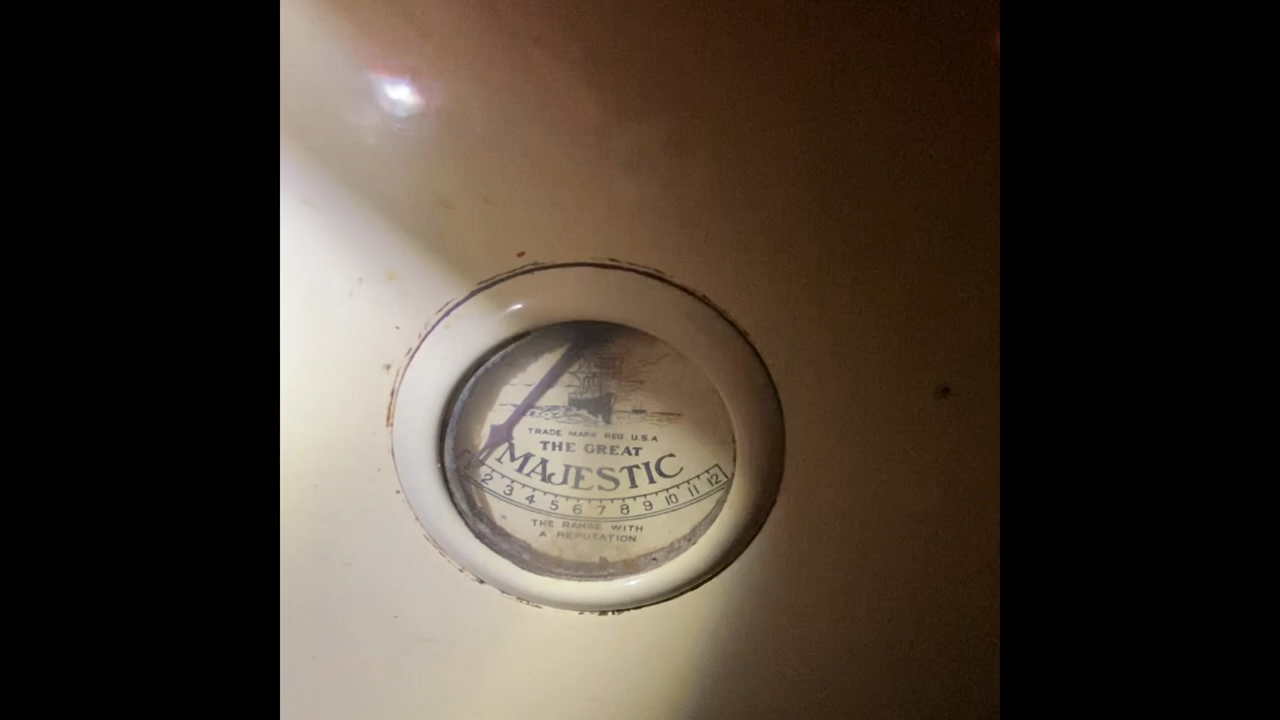 TRADE MARK REG. U.S.A
THE GREAT
MAJESTIC
2 3 4 5 6 7 8 9 10 11 12
THE RANGE WITH
A REPUTATION